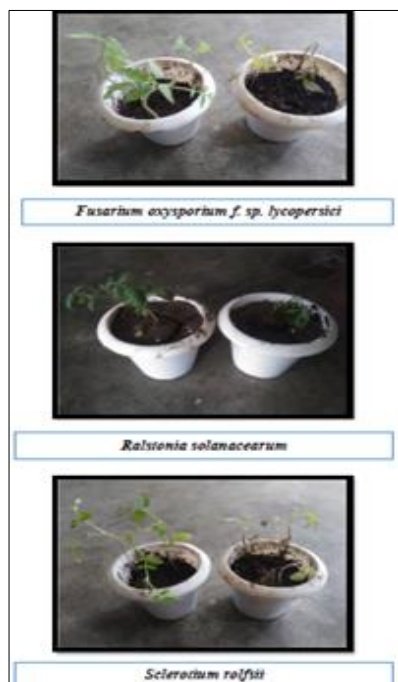 Fusarium oxysporium f. sp. lycopersici
Ralstonia solanacearum
Sclerotium rolfsii